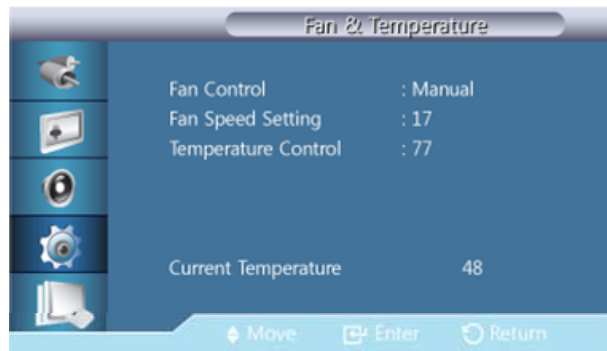 Fan & Temperature
Fan Control : Manual
Fan Speed Setting : 17
Temperature Control : 77
Current Temperature 48
Move Enter Return